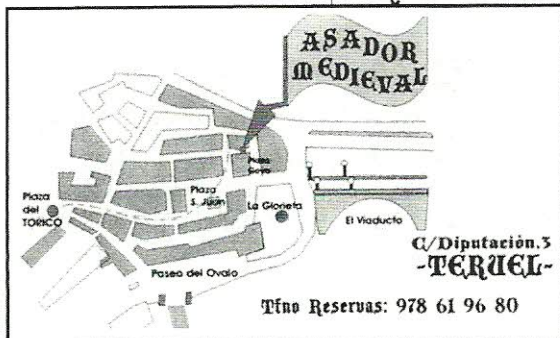 ASADOR
MEDIEVAL
Plaza
Goya
Plaza
S. Juan
La Glorieta
Plaza
del
TORICO
El Viaducto
Paseo del Ovalo
C/Diputación.3
-TERUEL-
Tfno Reservas: 978 61 96 80